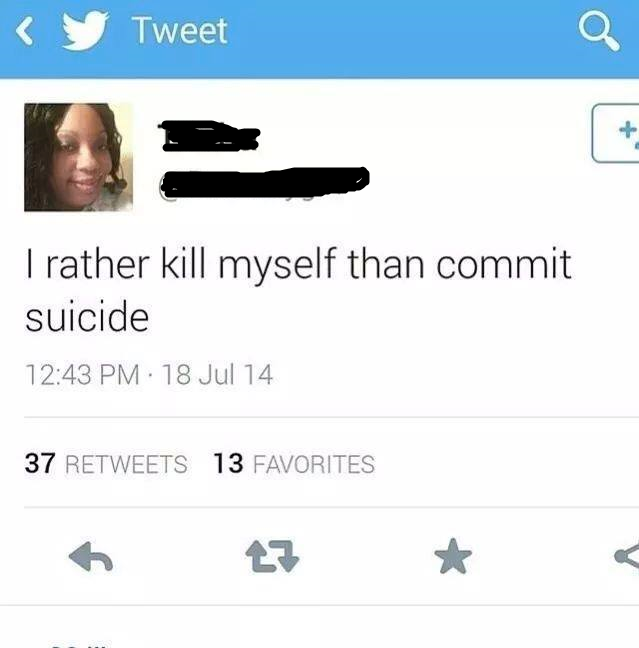 Tweet
I rather kill myself than commit
suicide
12:43 PM · 18 Jul 14
37 RETWEETS 13 FAVORITES